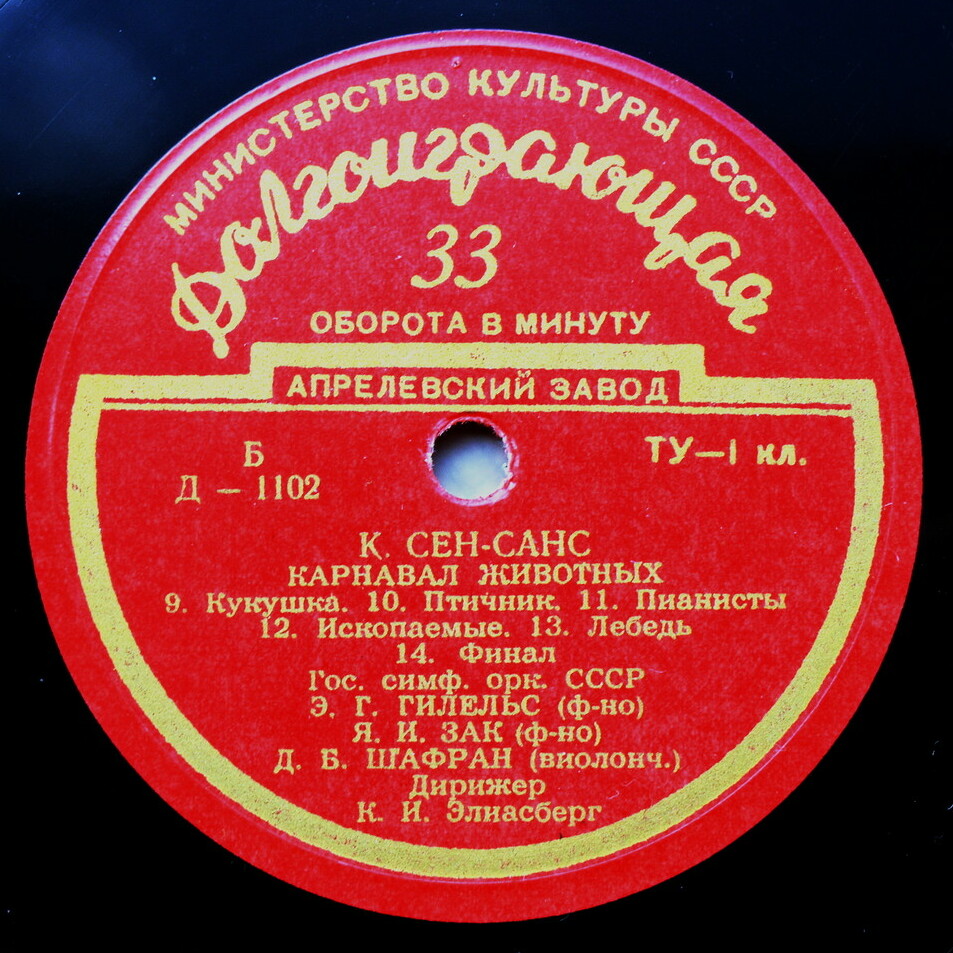 МИНИСТЕРСТВО КУЛЬТУРЫ СССР
Долгоиграющая
33
ОБОРОТА В МИНУТУ
АПРЕЛЕВСКИЙ ЗАВОД
Б
Д – 1102
ТУ–1 кл.
К. СЕН-САНС
КАРНАВАЛ ЖИВОТНЫХ
9. Кукушка. 10. Птичник. 11. Пианисты
12. Ископаемые. 13. Лебедь
14. Финал
Гос. симф. орк. СССР
Э. Г. ГИЛЕЛЬС (ф-но)
Я. И. ЗАК (ф-но)
Д. Б. ШАФРАН (виолонч.)
Дирижер
К. И. Элиасберг